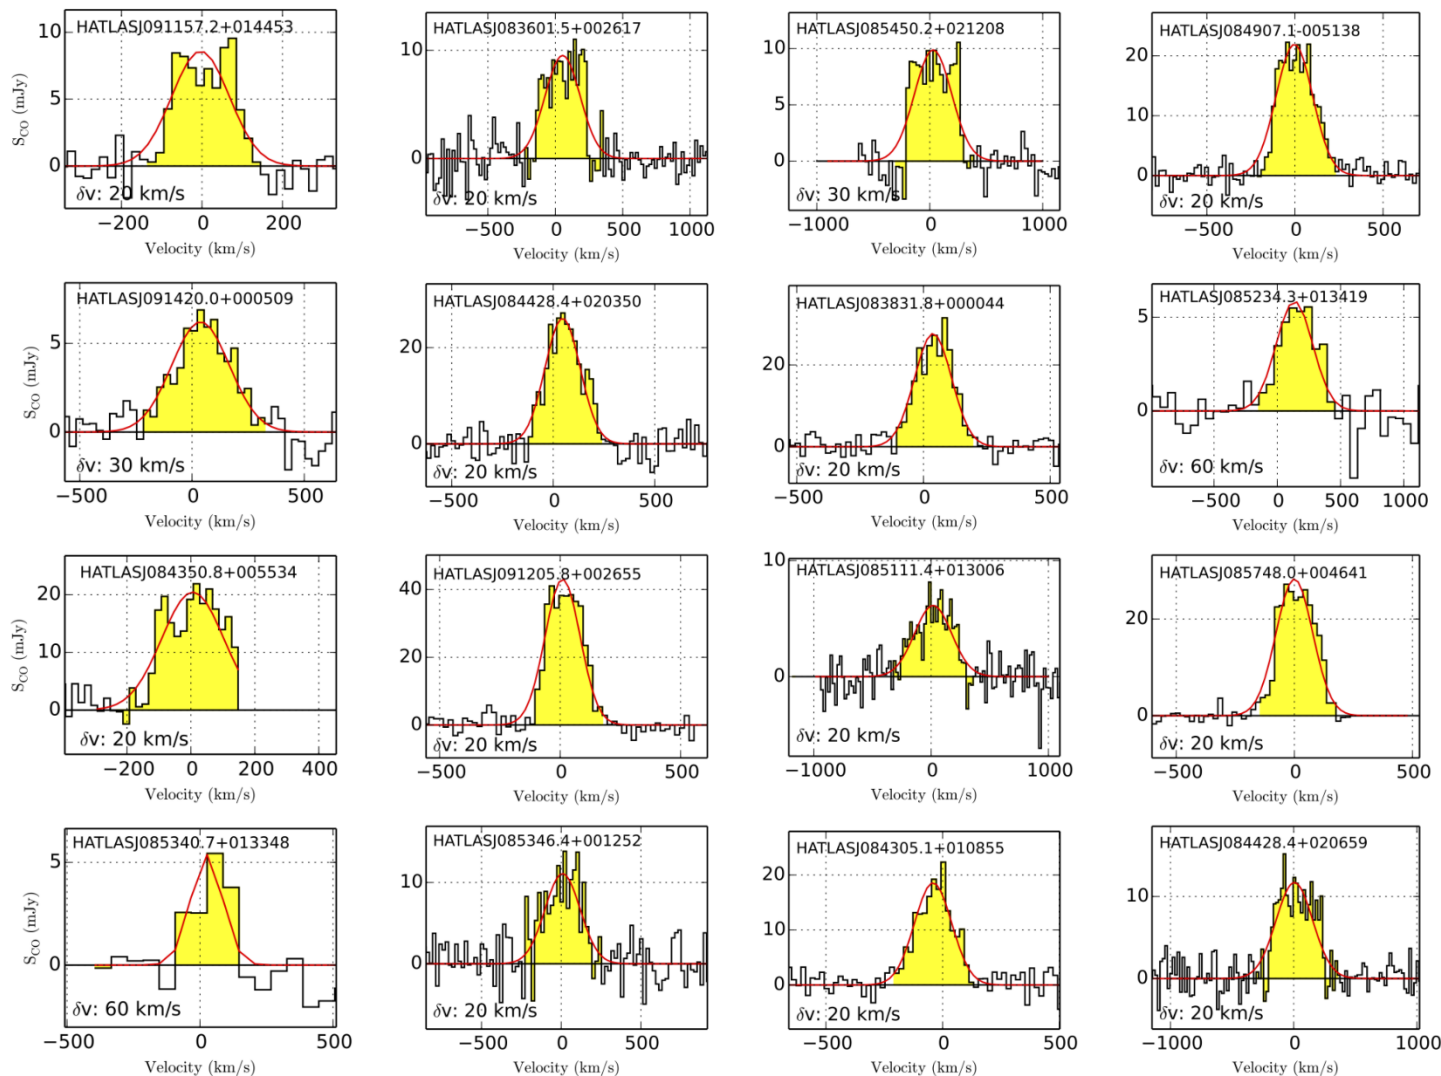 HATLASJ091157.2+014453
10
5
0
S_CO (mJy)
δv: 20 km/s
−200 0 200
Velocity (km/s)
HATLASJ083601.5+002617
10
0
δv: 20 km/s
−500 0 500 1000
Velocity (km/s)
HATLASJ085450.2+021208
10
5
0
δv: 30 km/s
−1000 0 1000
Velocity (km/s)
HATLASJ084907.1-005138
20
10
0
δv: 20 km/s
−500 0 500
Velocity (km/s)
HATLASJ091420.0+000509
5
0
S_CO (mJy)
δv: 30 km/s
−500 0 500
Velocity (km/s)
HATLASJ084428.4+020350
20
0
δv: 20 km/s
−500 0 500
Velocity (km/s)
HATLASJ083831.8+000044
20
0
δv: 20 km/s
−500 0 500
Velocity (km/s)
HATLASJ085234.3+013419
5
0
δv: 60 km/s
−500 0 500 1000
Velocity (km/s)
HATLASJ084350.8+005534
20
10
0
S_CO (mJy)
δv: 20 km/s
−200 0 200 400
Velocity (km/s)
HATLASJ091205.8+002655
40
20
0
δv: 20 km/s
−500 0 500
Velocity (km/s)
HATLASJ085111.4+013006
10
0
δv: 20 km/s
−1000 0 1000
Velocity (km/s)
HATLASJ085748.0+004641
20
0
δv: 20 km/s
−500 0 500
Velocity (km/s)
HATLASJ085340.7+013348
5
0
S_CO (mJy)
δv: 60 km/s
−500 0 500
Velocity (km/s)
HATLASJ085346.4+001252
10
0
δv: 20 km/s
−500 0 500
Velocity (km/s)
HATLASJ084305.1+010855
20
10
0
δv: 20 km/s
−500 0 500
Velocity (km/s)
HATLASJ084428.4+020659
10
0
δv: 20 km/s
−1000 0 1000
Velocity (km/s)